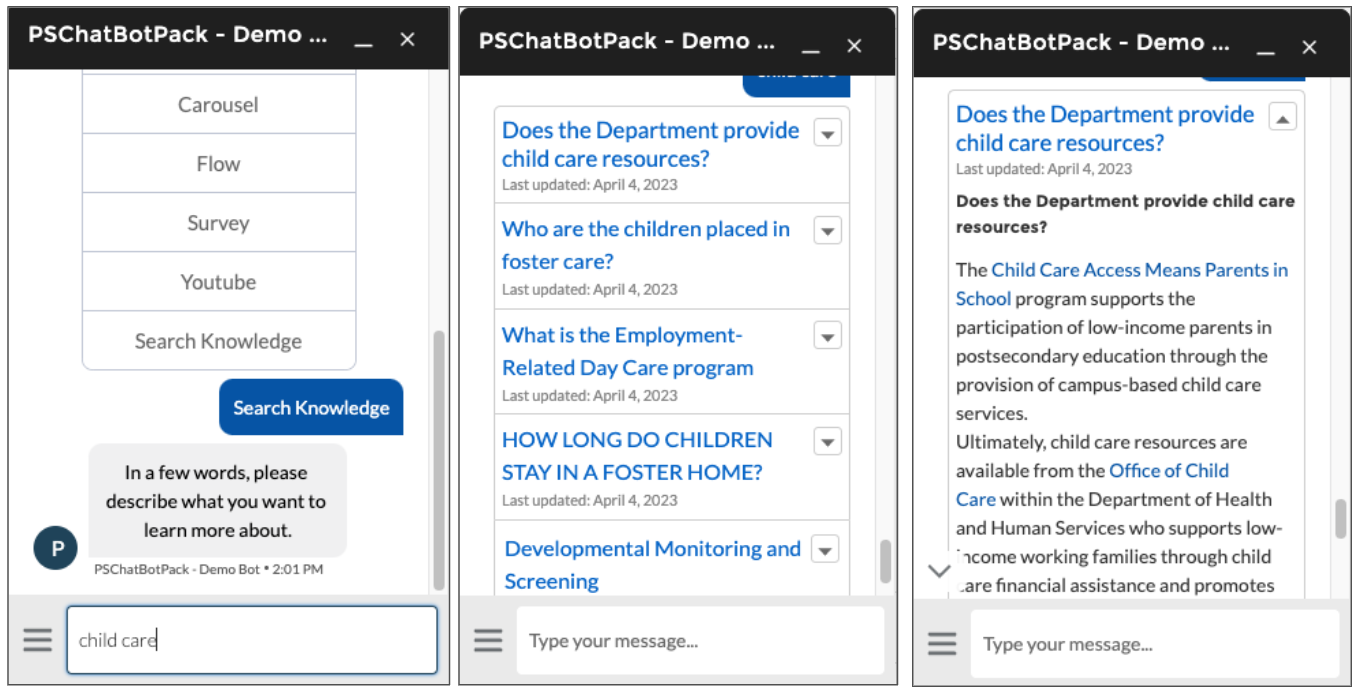 PSChatBotPack - Demo ...
Carousel
Flow
Survey
Youtube
Search Knowledge
Search Knowledge
In a few words, please
describe what you want to
learn more about.
P
PSChatBotPack - Demo Bot • 2:01 PM
child care
PSChatBotPack - Demo ...
child care
Does the Department provide
child care resources?
Last updated: April 4, 2023
Who are the children placed in
foster care?
Last updated: April 4, 2023
What is the Employment-
Related Day Care program
Last updated: April 4, 2023
HOW LONG DO CHILDREN
STAY IN A FOSTER HOME?
Last updated: April 4, 2023
Developmental Monitoring and
Screening
Type your message...
PSChatBotPack - Demo ...
Does the Department provide
child care resources?
Last updated: April 4, 2023
Does the Department provide child care
resources?
The Child Care Access Means Parents in
School program supports the
participation of low-income parents in
postsecondary education through the
provision of campus-based child care
services.
Ultimately, child care resources are
available from the Office of Child
Care within the Department of Health
and Human Services who supports low-
income working families through child
care financial assistance and promotes
Type your message...